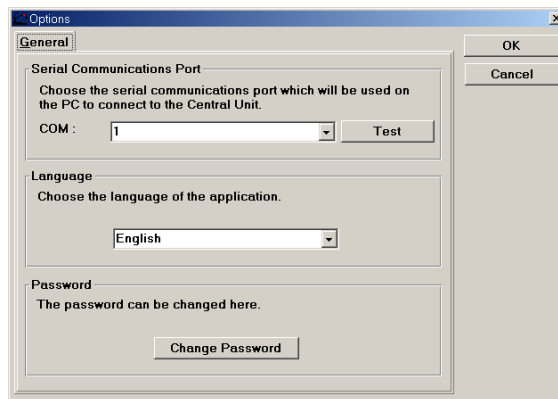 Options
General
OK
Cancel
Serial Communications Port
Choose the serial communications port which will be used on
the PC to connect to the Central Unit.
COM :
1
Test
Language
Choose the language of the application.
English
Password
The password can be changed here.
Change Password